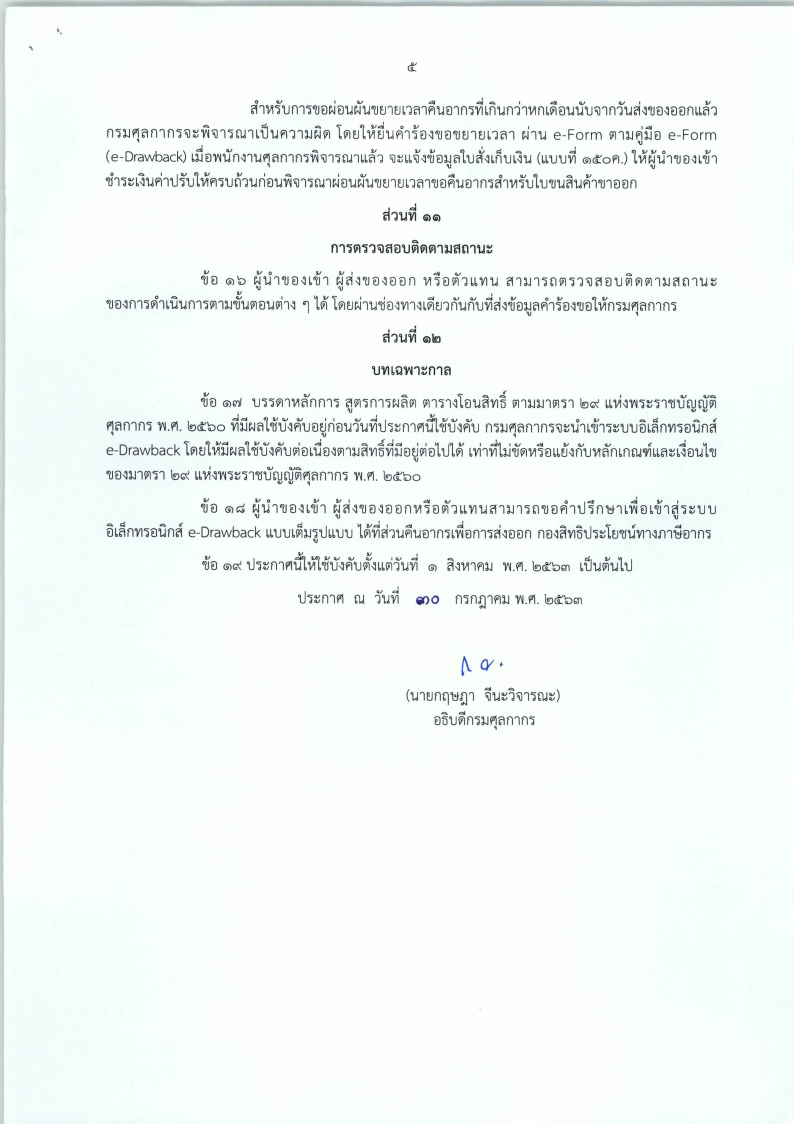 ๕
สำหรับการขอผ่อนผันขยายเวลาคืนอากรที่เกินกว่าหกเดือนนับจากวันส่งของออกแล้ว
กรมศุลกากรจะพิจารณาเป็นความผิด โดยให้ยื่นคำร้องขอขยายเวลา ผ่าน e-Form ตามคู่มือ e-Form
(e-Drawback) เมื่อพนักงานศุลกากรพิจารณาแล้ว จะแจ้งข้อมูลใบสั่งเก็บเงิน (แบบที่ ๑๕๐ค.) ให้ผู้นำของเข้า
ชำระเงินค่าปรับให้ครบถ้วนก่อนพิจารณาผ่อนผันขยายเวลาขอคืนอากรสำหรับใบขนสินค้าขาออก
ส่วนที่ ๑๑
การตรวจสอบติดตามสถานะ
ข้อ ๑๖ ผู้นำของเข้า ผู้ส่งของออก หรือตัวแทน สามารถตรวจสอบติดตามสถานะ
ของการดำเนินการตามขั้นตอนต่าง ๆ ได้ โดยผ่านช่องทางเดียวกันกับที่ส่งข้อมูลคำร้องขอให้กรมศุลกากร
ส่วนที่ ๑๒
บทเฉพาะกาล
ข้อ ๑๗ บรรดาหลักการ สูตรการผลิต ตารางโอนสิทธิ์ ตามมาตรา ๒๙ แห่งพระราชบัญญัติ
ศุลกากร พ.ศ. ๒๕๖๐ ที่มีผลใช้บังคับอยู่ก่อนวันที่ประกาศนี้ใช้บังคับ กรมศุลกากรจะนำเข้าระบบอิเล็กทรอนิกส์
e-Drawback โดยให้มีผลใช้บังคับต่อเนื่องตามสิทธิ์ที่มีอยู่ต่อไปได้ เท่าที่ไม่ขัดหรือแย้งกับหลักเกณฑ์และเงื่อนไข
ของมาตรา ๒๙ แห่งพระราชบัญญัติศุลกากร พ.ศ. ๒๕๖๐
ข้อ ๑๘ ผู้นำของเข้า ผู้ส่งของออกหรือตัวแทนสามารถขอคำปรึกษาเพื่อเข้าสู่ระบบ
อิเล็กทรอนิกส์ e-Drawback แบบเต็มรูปแบบ ได้ที่ส่วนคืนอากรเพื่อการส่งออก กองสิทธิประโยชน์ทางภาษีอากร
ข้อ ๑๙ ประกาศนี้ให้ใช้บังคับตั้งแต่วันที่ ๑ สิงหาคม พ.ศ. ๒๕๖๓ เป็นต้นไป
ประกาศ ณ วันที่ ๓๐ กรกฎาคม พ.ศ. ๒๕๖๓
(นายกฤษฎา จีนะวิจารณะ)
อธิบดีกรมศุลกากร